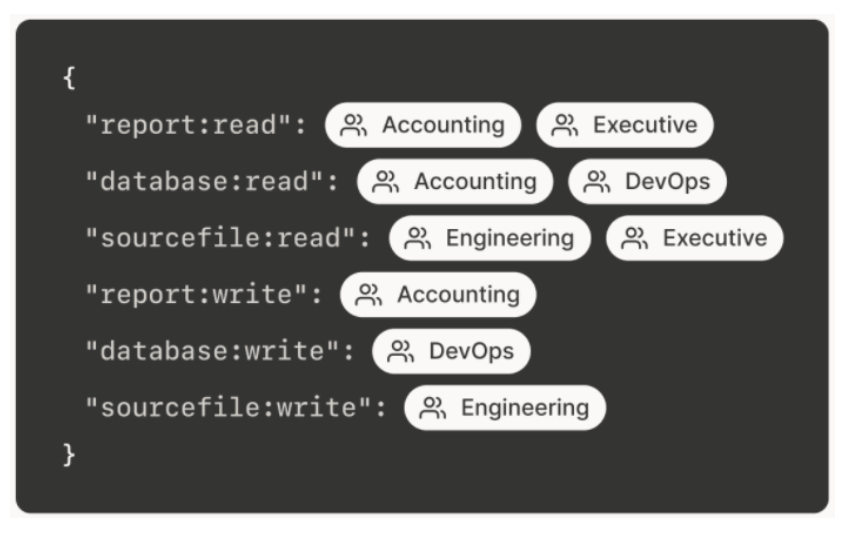 {
"report:read": Accounting Executive
"database:read": Accounting DevOps
"sourcefile:read": Engineering Executive
"report:write": Accounting
"database:write": DevOps
"sourcefile:write": Engineering
}